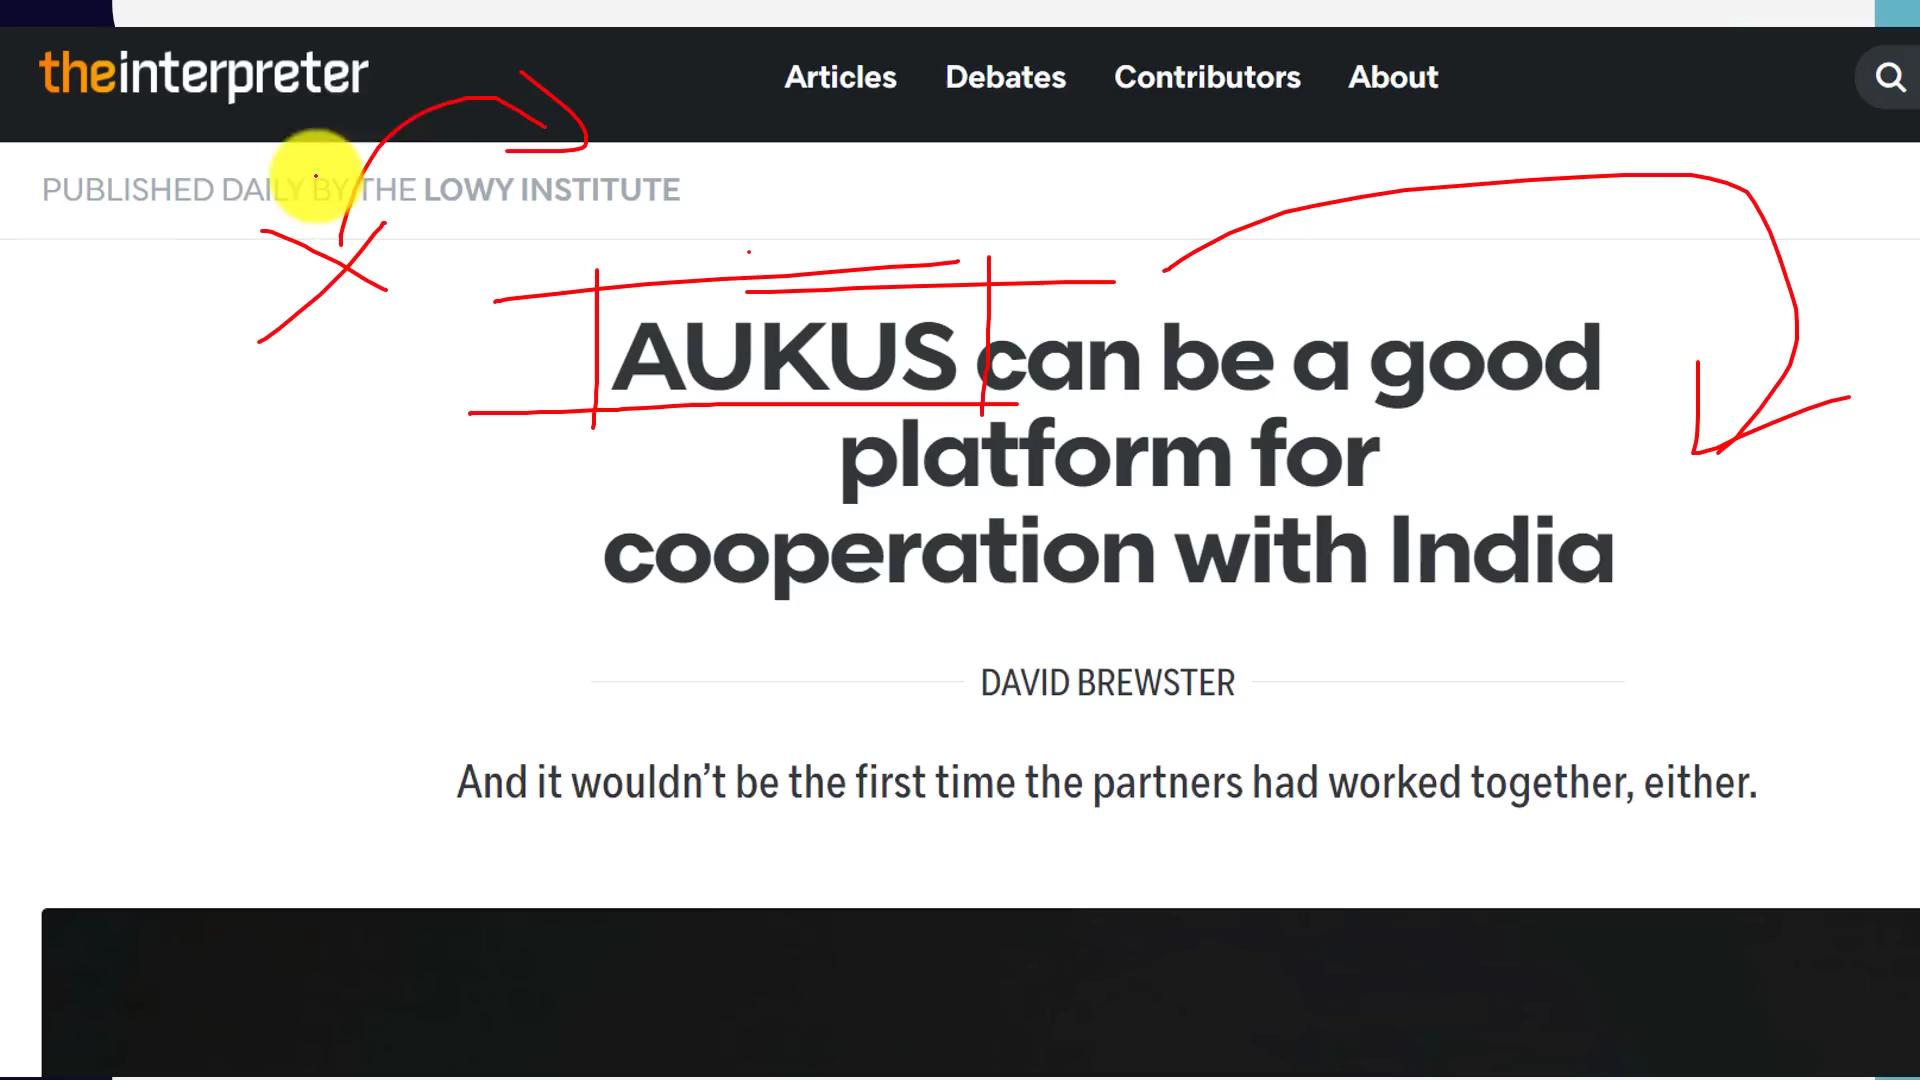 theinterpreter
Articles Debates Contributors About
PUBLISHED DAILY BY THE LOWY INSTITUTE
AUKUS can be a good
platform for
cooperation with India
DAVID BREWSTER
And it wouldn’t be the first time the partners had worked together, either.